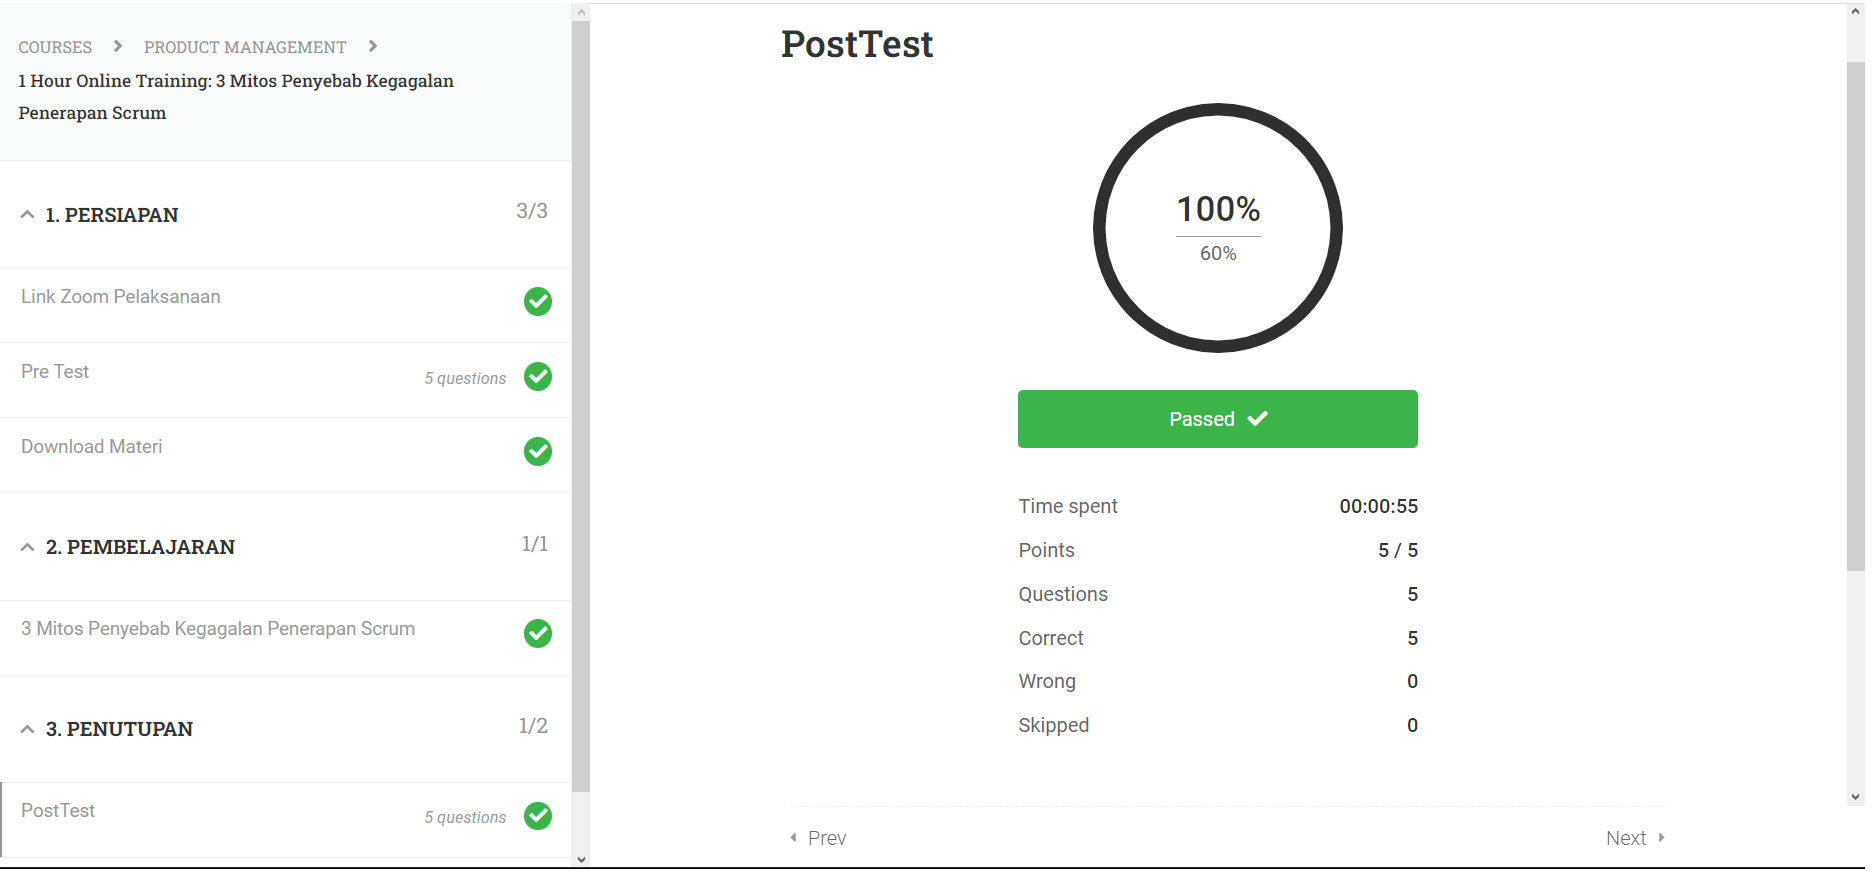 COURSES
PRODUCT MANAGEMENT
1 Hour Online Training: 3 Mitos Penyebab Kegagalan
Penerapan Scrum
1. PERSIAPAN 3/3
Link Zoom Pelaksanaan
Pre Test 5 questions
Download Materi
2. PEMBELAJARAN 1/1
3 Mitos Penyebab Kegagalan Penerapan Scrum
3. PENUTUPAN 1/2
PostTest 5 questions
PostTest
100%
60%
Passed
Time spent 00:00:55
Points 5 / 5
Questions 5
Correct 5
Wrong 0
Skipped 0
Prev
Next